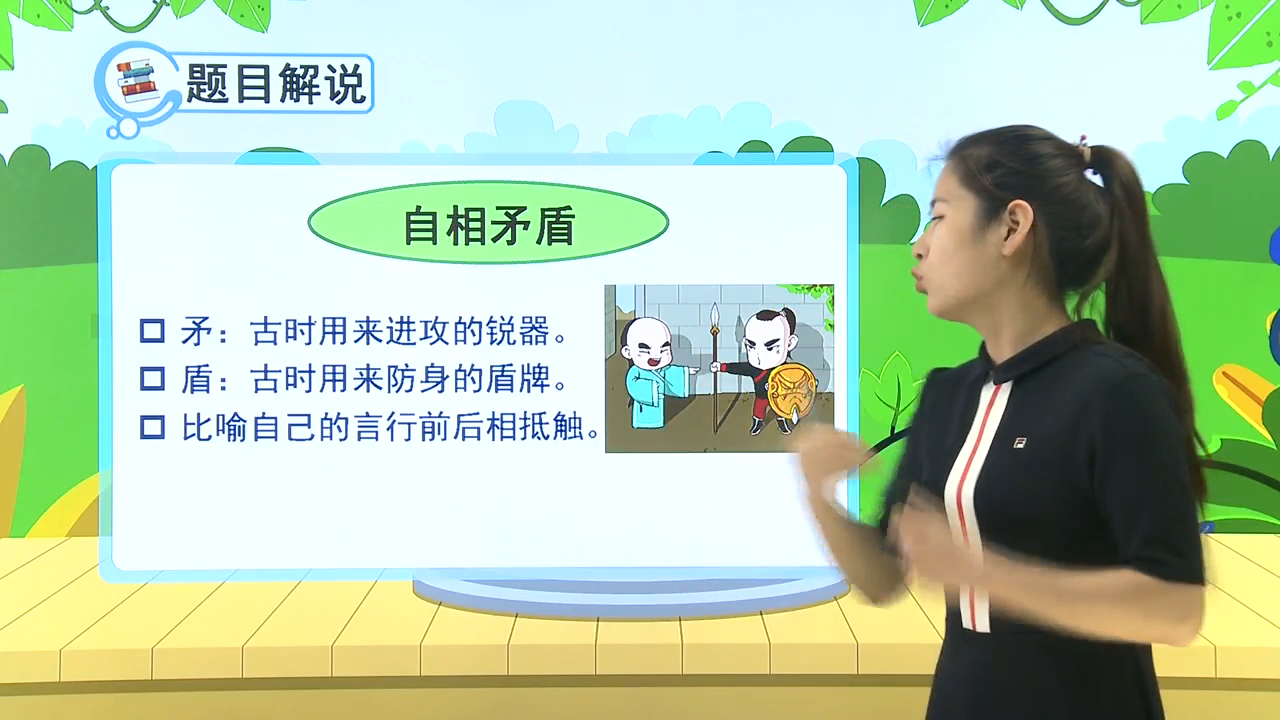 题目解说
自相矛盾
矛：古时用来进攻的锐器。
盾：古时用来防身的盾牌。
比喻自己的言行前后相抵触。